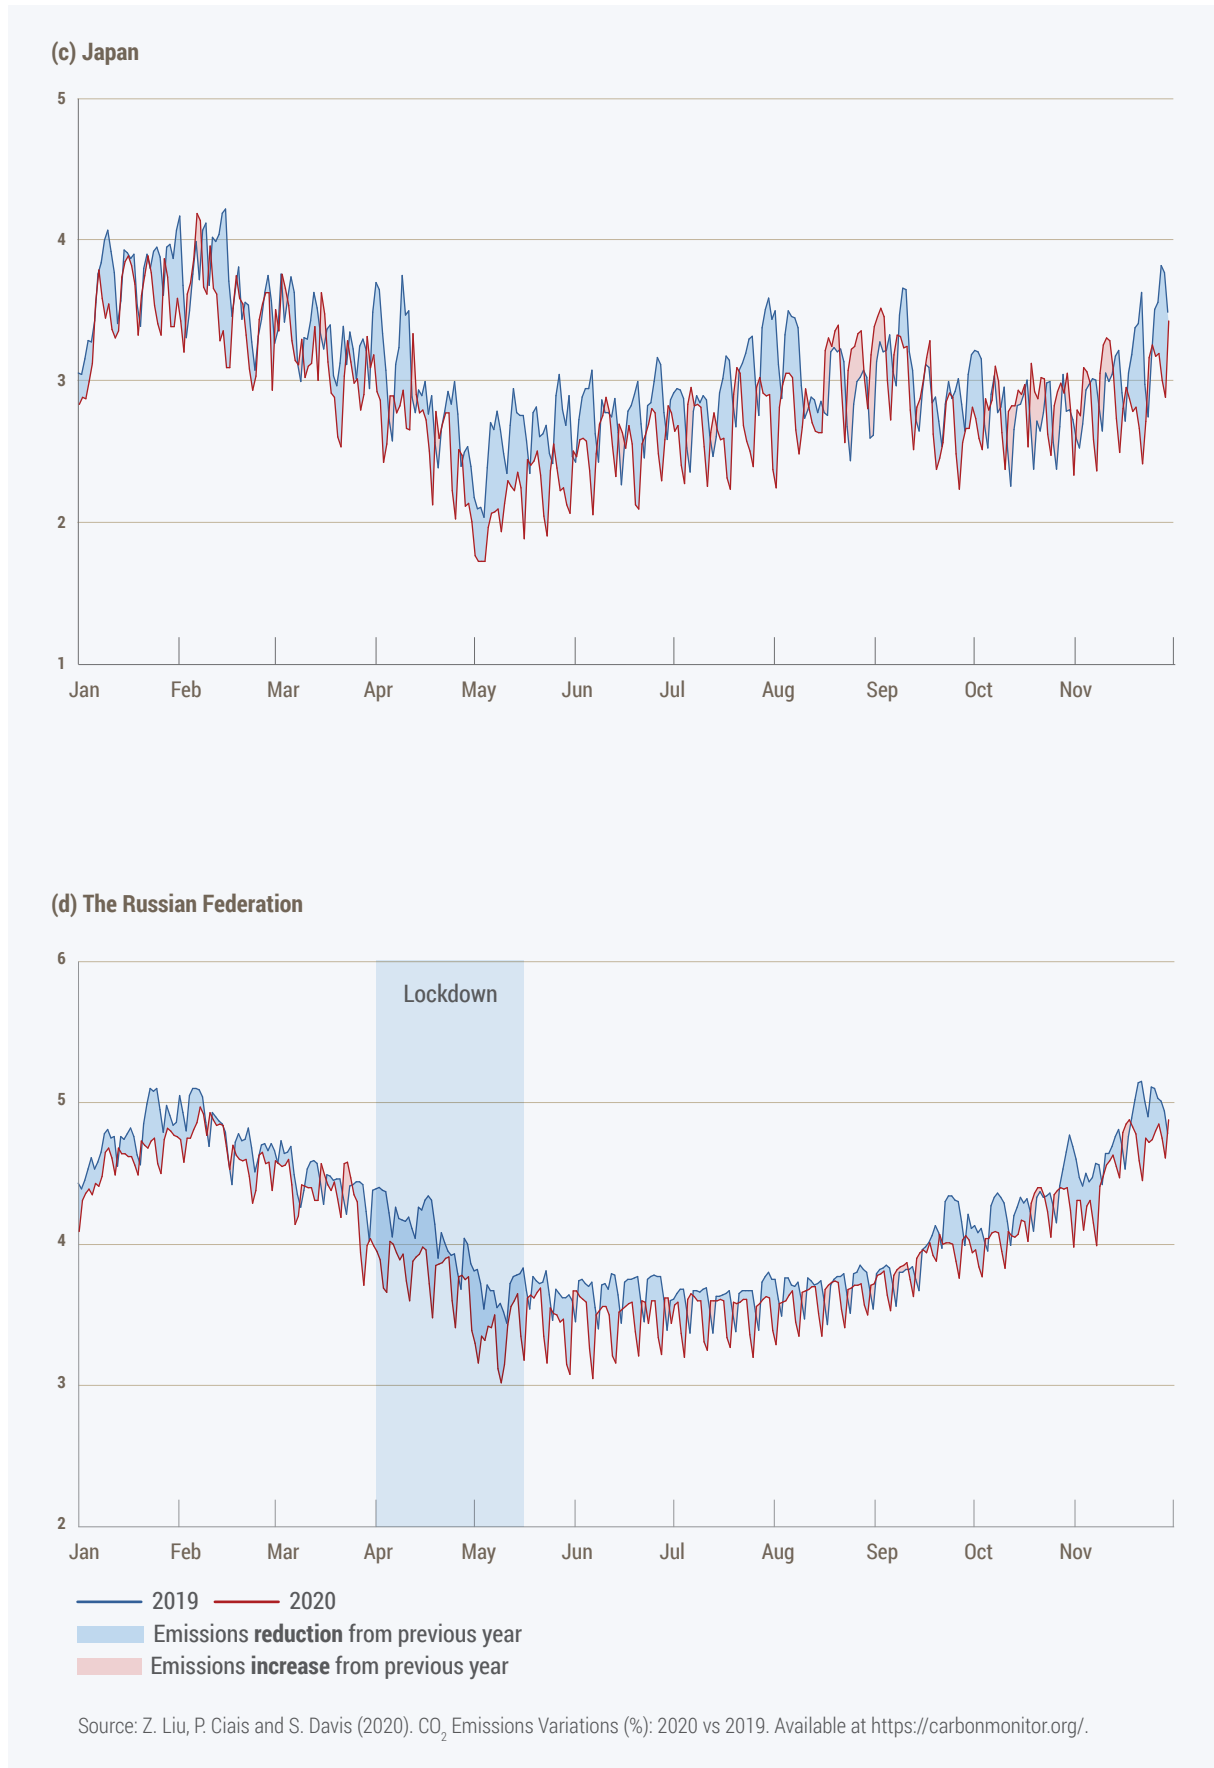 (c) Japan
5
4
3
2
1
Jan Feb Mar Apr May Jun Jul Aug Sep Oct Nov
(d) The Russian Federation
6
Lockdown
5
4
3
2
Jan Feb Mar Apr May Jun Jul Aug Sep Oct Nov
2019 2020
Emissions reduction from previous year
Emissions increase from previous year
Source: Z. Liu, P. Ciais and S. Davis (2020). CO2 Emissions Variations (%): 2020 vs 2019. Available at https://carbonmonitor.org/.